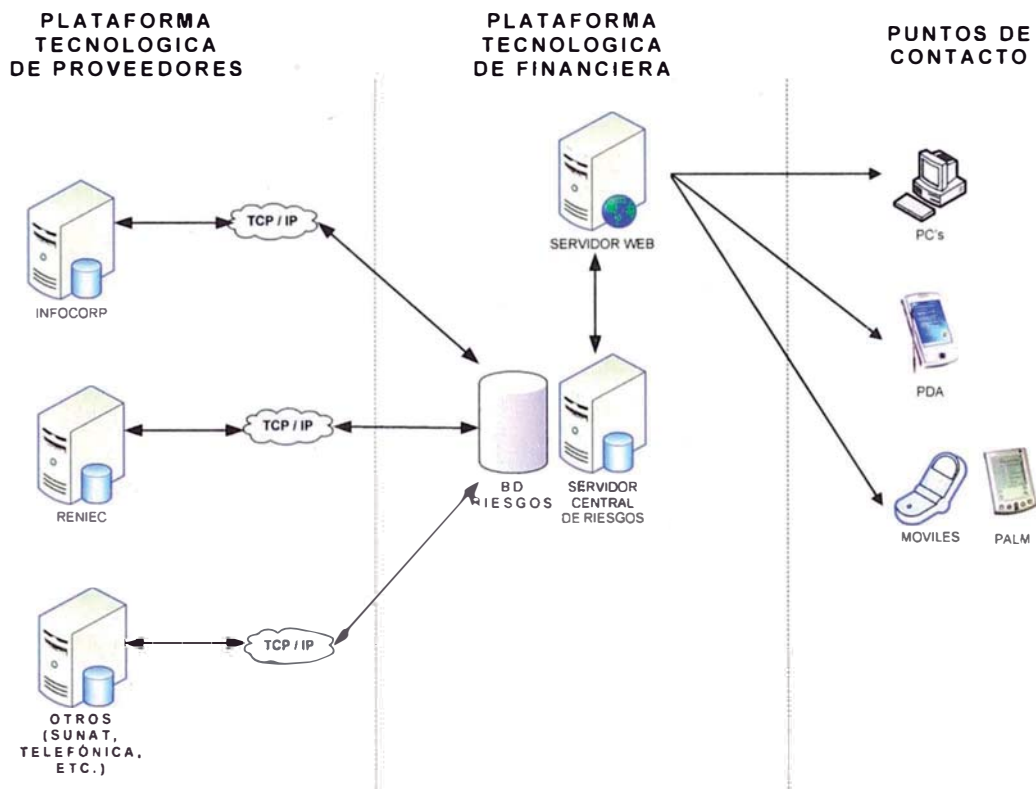 PLATAFORMA
TECNOLOGICA
DE PROVEEDORES
PLATAFORMA
TECNOLOGICA
DE FINANCIERA
PUNTOS DE
CONTACTO
TCP / IP
INFOCORP
SERVIDOR WEB
PC's
PDA
TCP / IP
RENIEC
BD
RIESGOS
SERVIDOR
CENTRAL
DE RIESGOS
MOVILES
PALM
TCP / IP
OTROS
(SUNAT,
TELEFÓNICA,
ETC.)